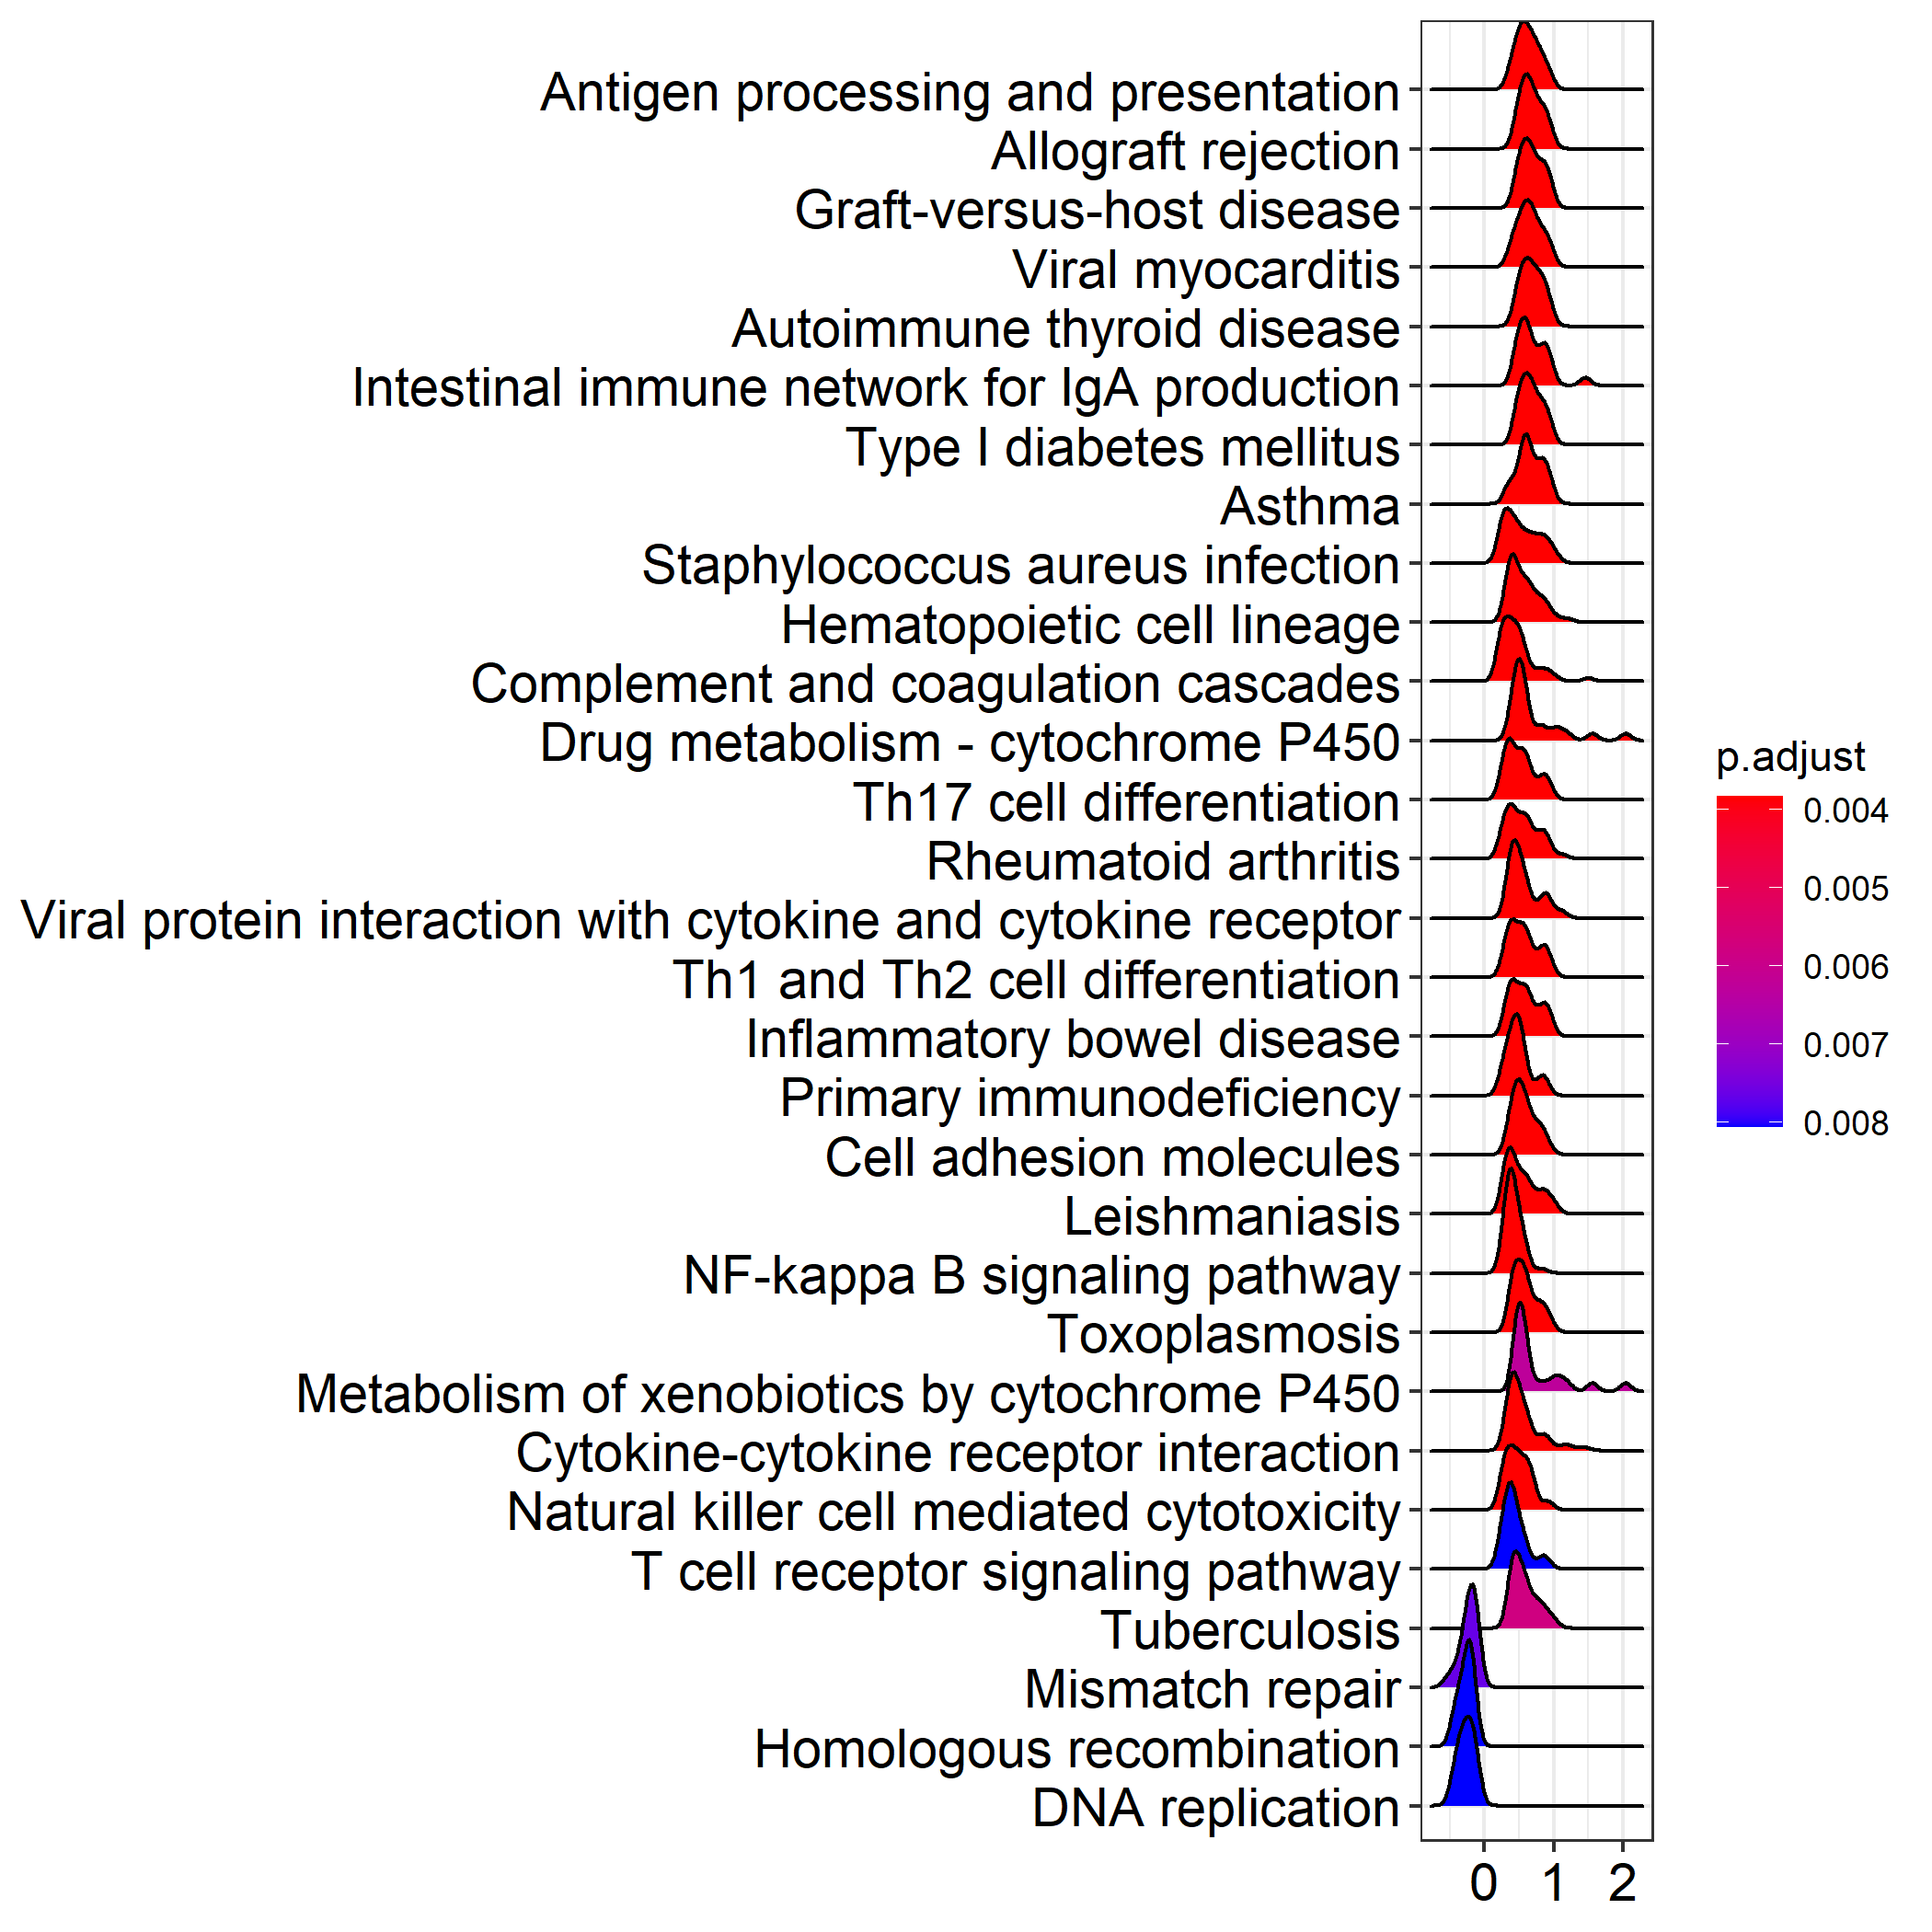 Antigen processing and presentation
Allograft rejection
Graft-versus-host disease
Viral myocarditis
Autoimmune thyroid disease
Intestinal immune network for IgA production
Type I diabetes mellitus
Asthma
Staphylococcus aureus infection
Hematopoietic cell lineage
Complement and coagulation cascades
Drug metabolism - cytochrome P450
Th17 cell differentiation
Rheumatoid arthritis
Viral protein interaction with cytokine and cytokine receptor
Th1 and Th2 cell differentiation
Inflammatory bowel disease
Primary immunodeficiency
Cell adhesion molecules
Leishmaniasis
NF-kappa B signaling pathway
Toxoplasmosis
Metabolism of xenobiotics by cytochrome P450
Cytokine-cytokine receptor interaction
Natural killer cell mediated cytotoxicity
T cell receptor signaling pathway
Tuberculosis
Mismatch repair
Homologous recombination
DNA replication
0 1 2
p.adjust
0.004
0.005
0.006
0.007
0.008